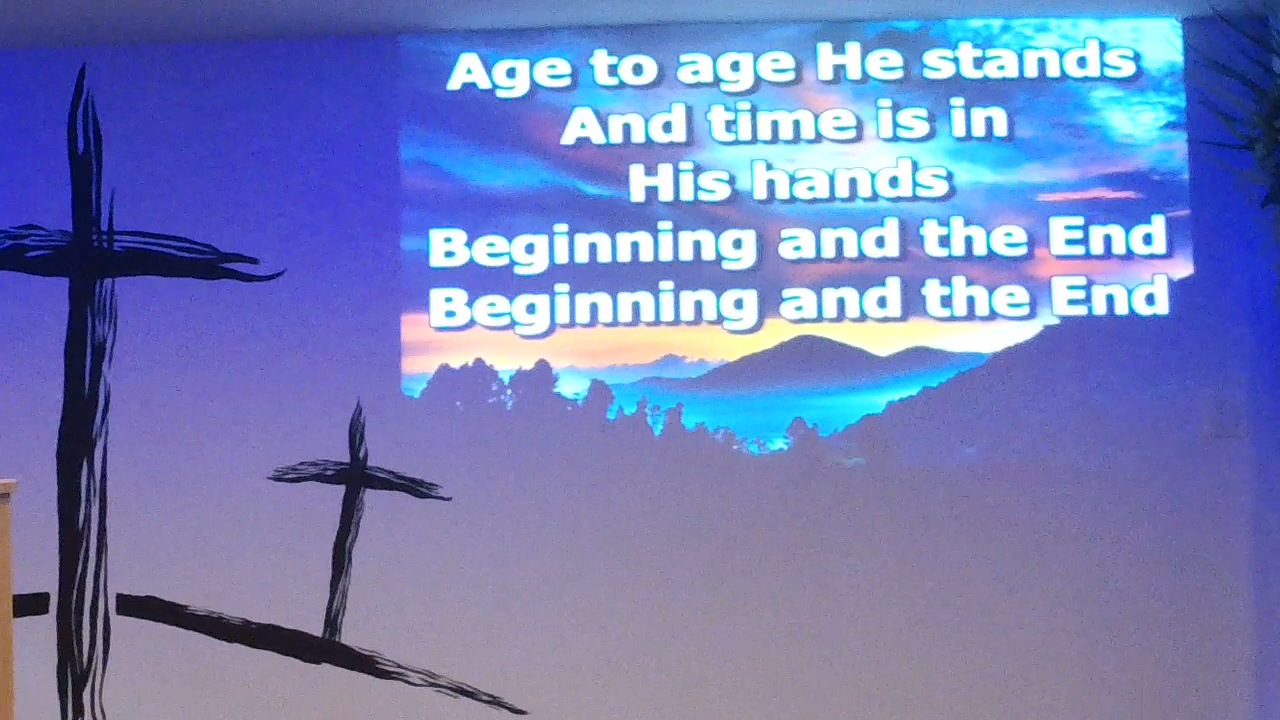 Age to age He stands
And time is in
His hands
Beginning and the End
Beginning and the End